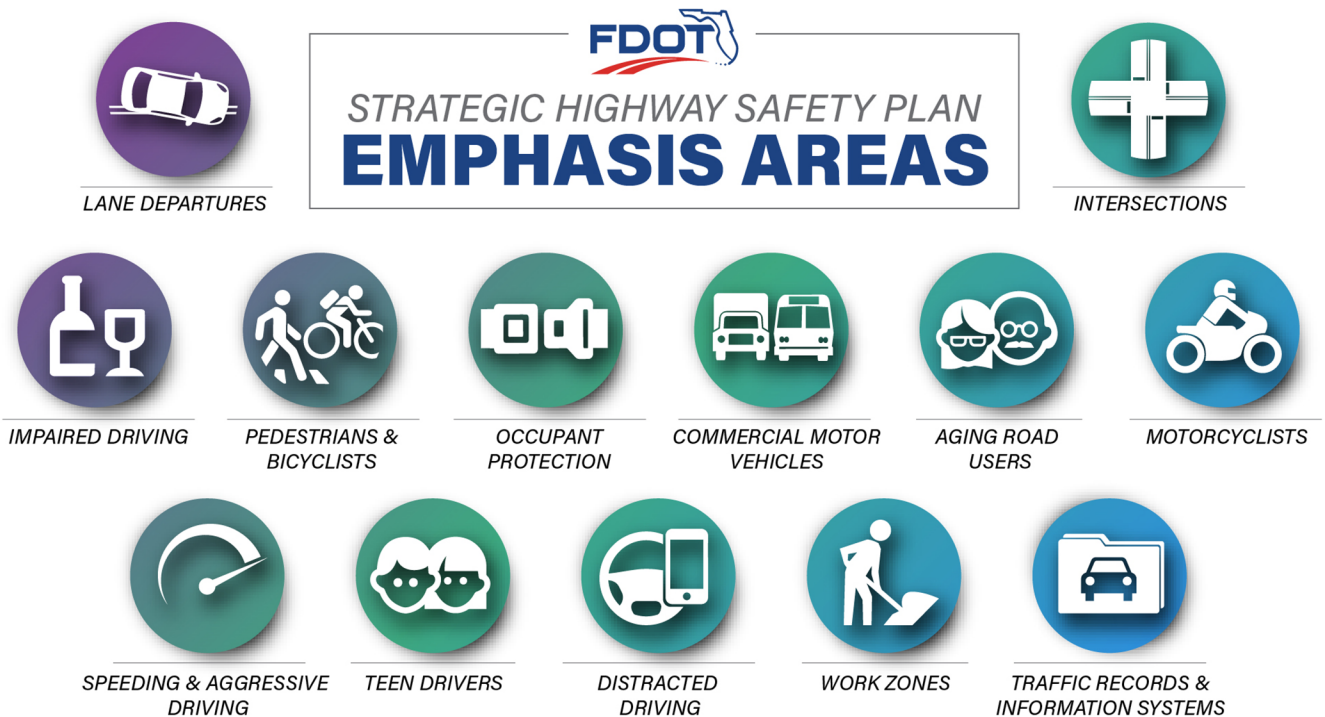 FDOT
STRATEGIC HIGHWAY SAFETY PLAN
EMPHASIS AREAS
LANE DEPARTURES
INTERSECTIONS
IMPAIRED DRIVING
PEDESTRIANS &
BICYCLISTS
OCCUPANT
PROTECTION
COMMERCIAL MOTOR
VEHICLES
AGING ROAD
USERS
MOTORCYCLISTS
SPEEDING & AGGRESSIVE
DRIVING
TEEN DRIVERS
DISTRACTED
DRIVING
WORK ZONES
TRAFFIC RECORDS &
INFORMATION SYSTEMS